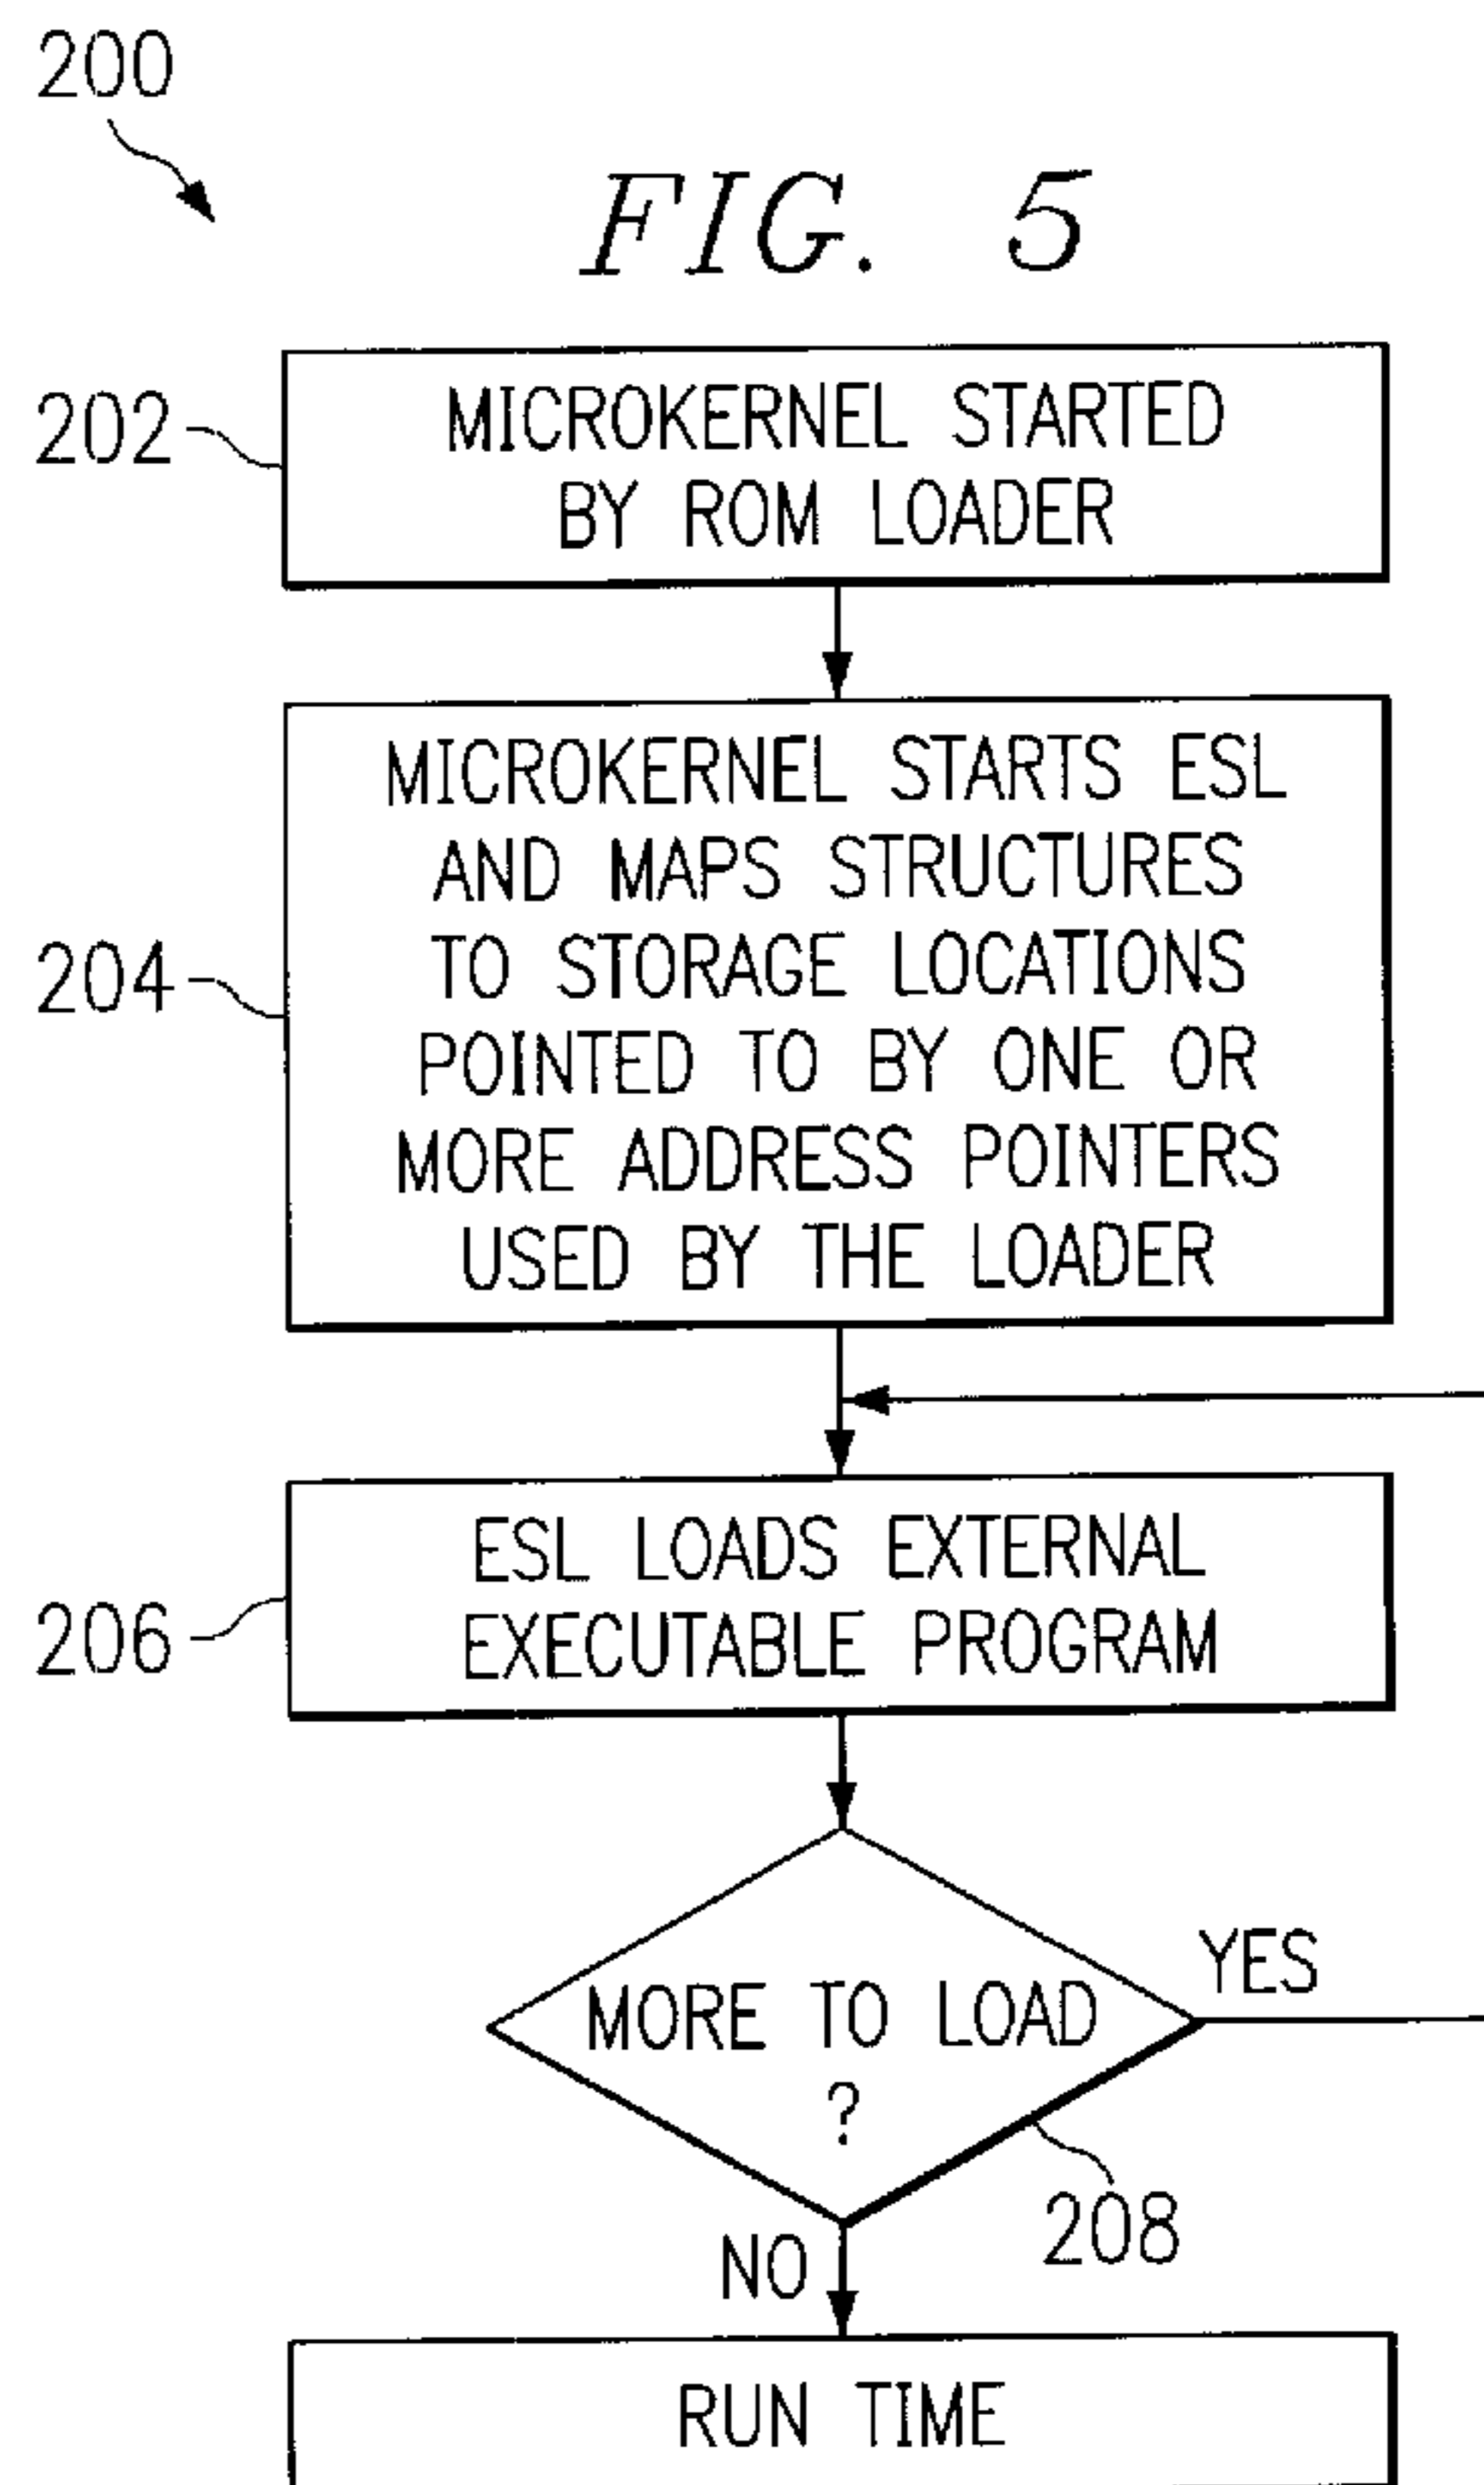 200
FIG. 5
202
MICROKERNEL STARTED
BY ROM LOADER
204
MICROKERNEL STARTS ESL
AND MAPS STRUCTURES
TO STORAGE LOCATIONS
POINTED TO BY ONE OR
MORE ADDRESS POINTERS
USED BY THE LOADER
206
ESL LOADS EXTERNAL
EXECUTABLE PROGRAM
MORE TO LOAD
?
YES
208
NO
RUN TIME